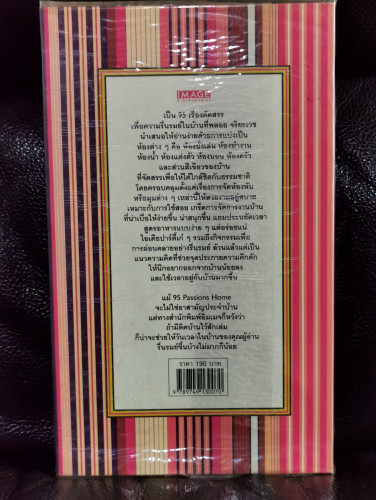 IMAGE
เป็น 95 เรื่องคัดสรร
เพื่อความรื่นรมย์ในบ้านที่พลอย จริยะเวช
นำเสนอให้อ่านง่ายด้วยการแบ่งเป็น
ห้องต่าง ๆ คือ ห้องนั่งเล่น ห้องทำงาน
ห้องน้ำ ห้องแต่งตัว ห้องนอน ห้องครัว
และส่วนสีเขียวของบ้าน
ที่จัดสรรเพื่อให้ได้ใกล้ชิดกับธรรมชาติ
โดยครอบคลุมตั้งแต่เรื่องการจัดห้องหับ
หรือมุมต่าง ๆ เหล่านี้ให้สวยงามอยู่สบาย
เหมาะกับการใช้สอย เกร็ดการจัดการงานบ้าน
ที่น่าเบื่อให้ง่ายขึ้น น่าสนุกขึ้น แถมประหยัดเวลา
สูตรอาหารแบบง่าย ๆ แต่อร่อยแน่
ไอเดียปาร์ตี้เก๋ ๆ รวมถึงกิจกรรมเพื่อ
การผ่อนคลายอย่างรื่นรมย์ ล้วนแล้วแต่เป็น
แนวความคิดที่ช่วยจุดประกายความคึกคัก
ให้นึกอยากออกจากบ้านน้อยลง
และใช้เวลาอยู่กับบ้านมากขึ้น
แม้ 95 Passions Home
จะไม่ใช่ยาสามัญประจำบ้าน
แต่ทางสำนักพิมพ์อิมเมจก็หวังว่า
ถ้ามีติดบ้านไว้สักเล่ม
ก็น่าจะช่วยให้วันเวลาในบ้านของคุณผู้อ่าน
รื่นรมย์ขึ้นบ้างไม่มากก็น้อย
ราคา 190 บาท
9 789749 130070